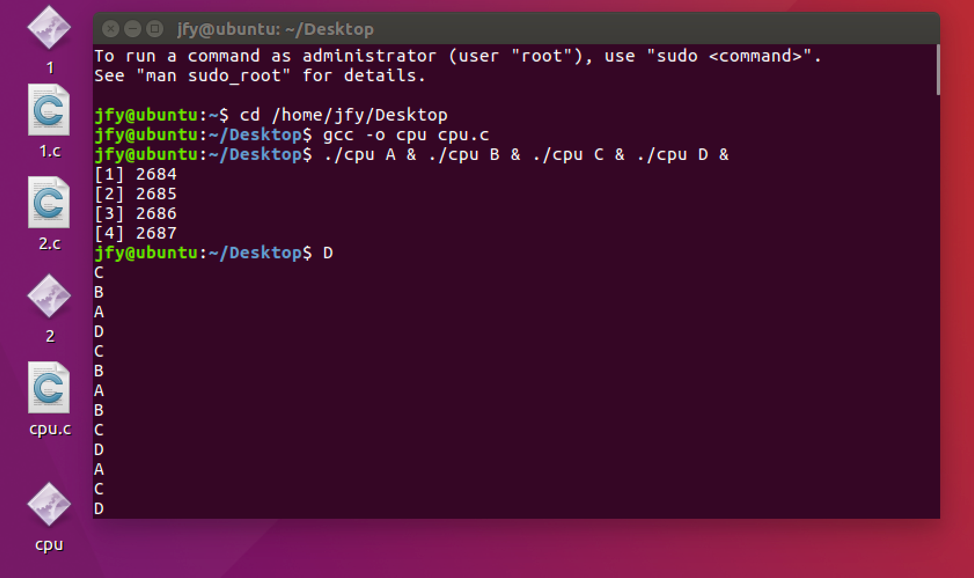 jfy@ubuntu: ~/Desktop
To run a command as administrator (user "root"), use "sudo <command>".
See "man sudo_root" for details.
jfy@ubuntu:~$ cd /home/jfy/Desktop
jfy@ubuntu:~/Desktop$ gcc -o cpu cpu.c
jfy@ubuntu:~/Desktop$ ./cpu A & ./cpu B & ./cpu C & ./cpu D &
[1] 2684
[2] 2685
[3] 2686
[4] 2687
jfy@ubuntu:~/Desktop$ D
C
B
A
D
C
B
A
B
C
D
A
C
D
1
1.c
2.c
2
cpu.c
cpu